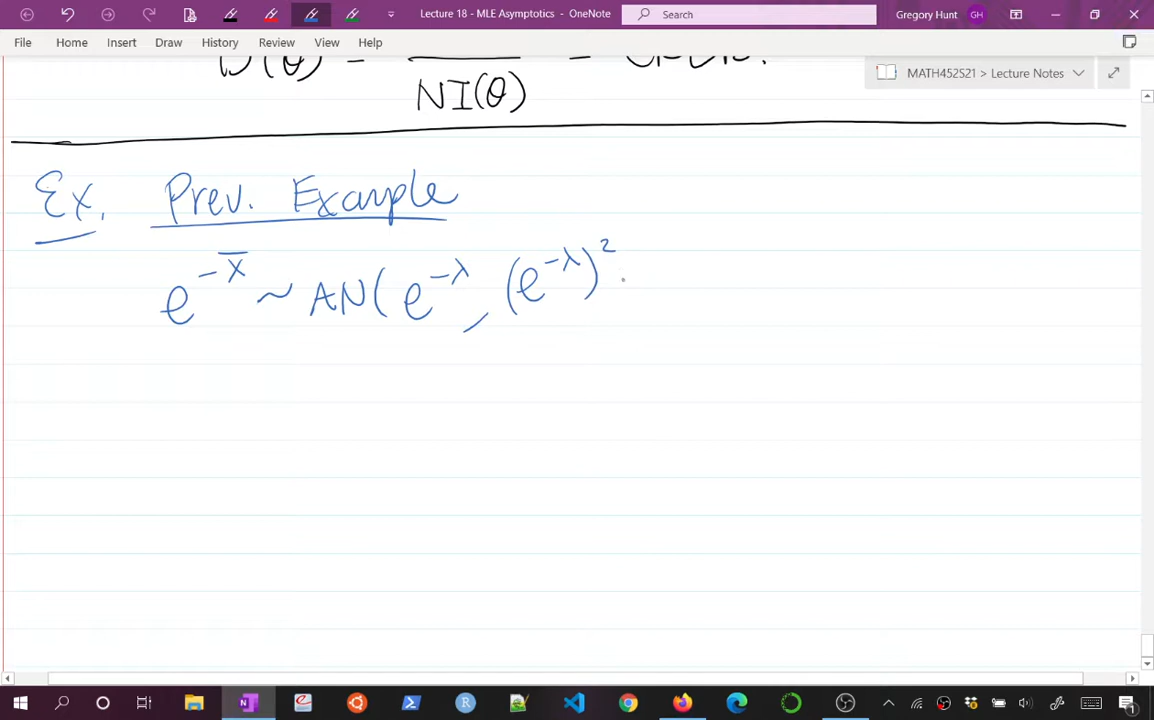 Lecture 18 - MLE Asymptotics - OneNote
Search
Gregory Hunt GH
File Home Insert Draw History Review View Help
MATH452S21 > Lecture Notes
NI(θ)
Ex. Prev. Example
e^{-X̄} ~ AN(e^{-λ}, (e^{-λ})²